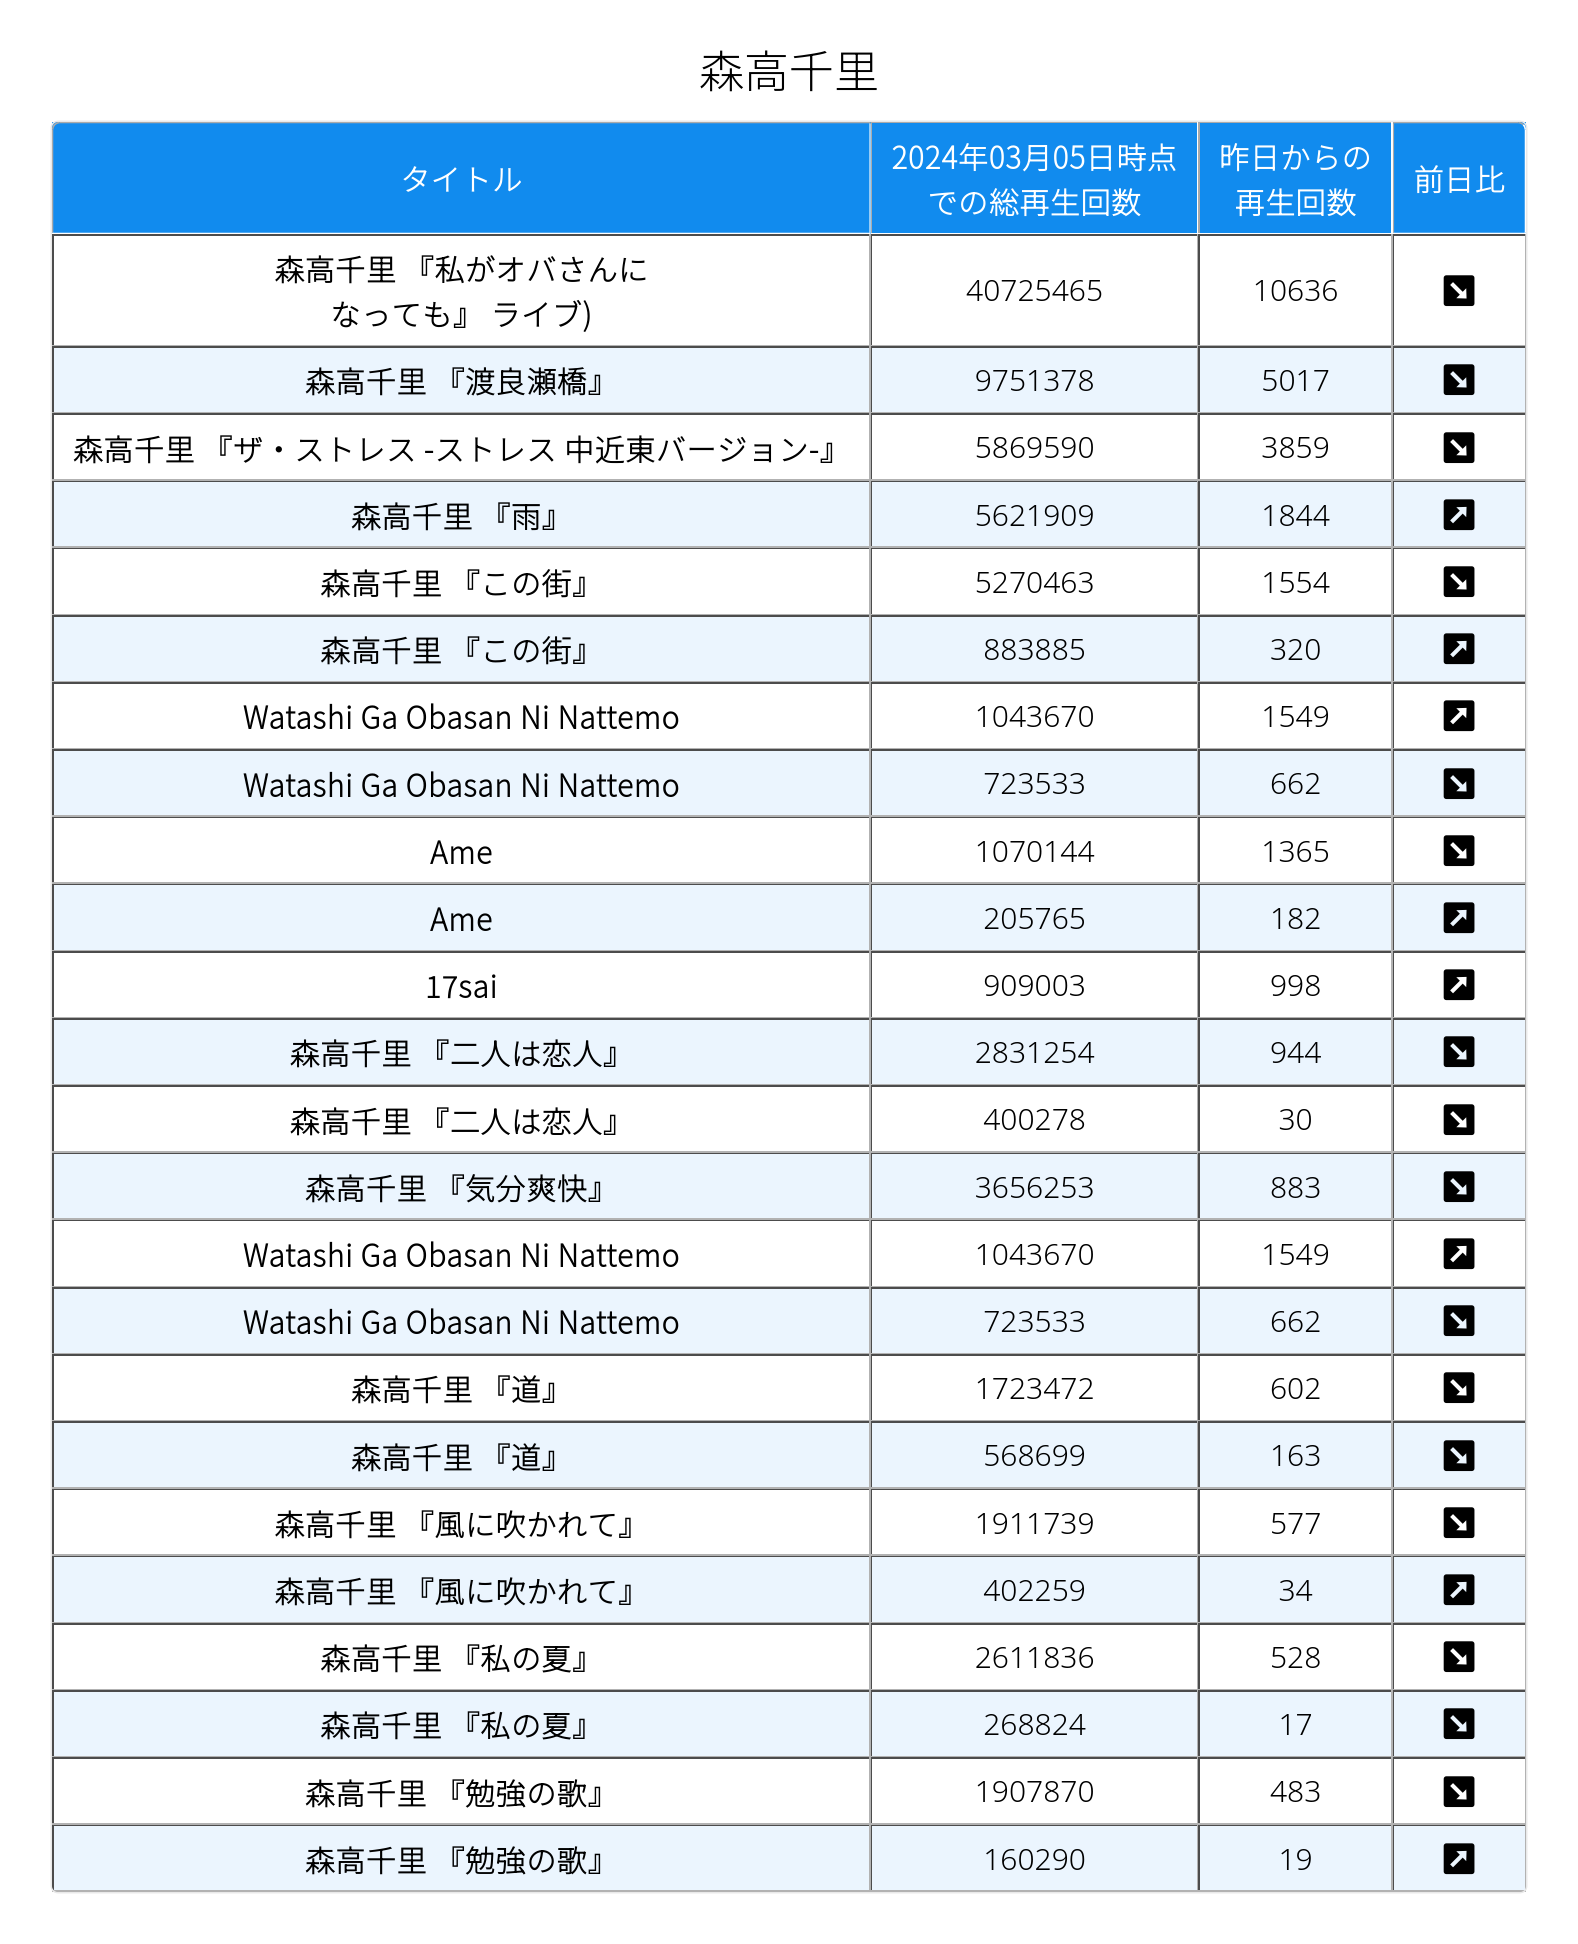 森高千里
タイトル
2024年03月05日時点
での総再生回数
昨日からの
再生回数
前日比
森高千里 『私がオバさんに
なっても』 ライブ)
40725465
10636
森高千里 『渡良瀬橋』
9751378
5017
森高千里 『ザ・ストレス -ストレス 中近東バージョン-』
5869590
3859
森高千里 『雨』
5621909
1844
森高千里 『この街』
5270463
1554
森高千里 『この街』
883885
320
Watashi Ga Obasan Ni Nattemo
1043670
1549
Watashi Ga Obasan Ni Nattemo
723533
662
Ame
1070144
1365
Ame
205765
182
17sai
909003
998
森高千里 『二人は恋人』
2831254
944
森高千里 『二人は恋人』
400278
30
森高千里 『気分爽快』
3656253
883
Watashi Ga Obasan Ni Nattemo
1043670
1549
Watashi Ga Obasan Ni Nattemo
723533
662
森高千里 『道』
1723472
602
森高千里 『道』
568699
163
森高千里 『風に吹かれて』
1911739
577
森高千里 『風に吹かれて』
402259
34
森高千里 『私の夏』
2611836
528
森高千里 『私の夏』
268824
17
森高千里 『勉強の歌』
1907870
483
森高千里 『勉強の歌』
160290
19